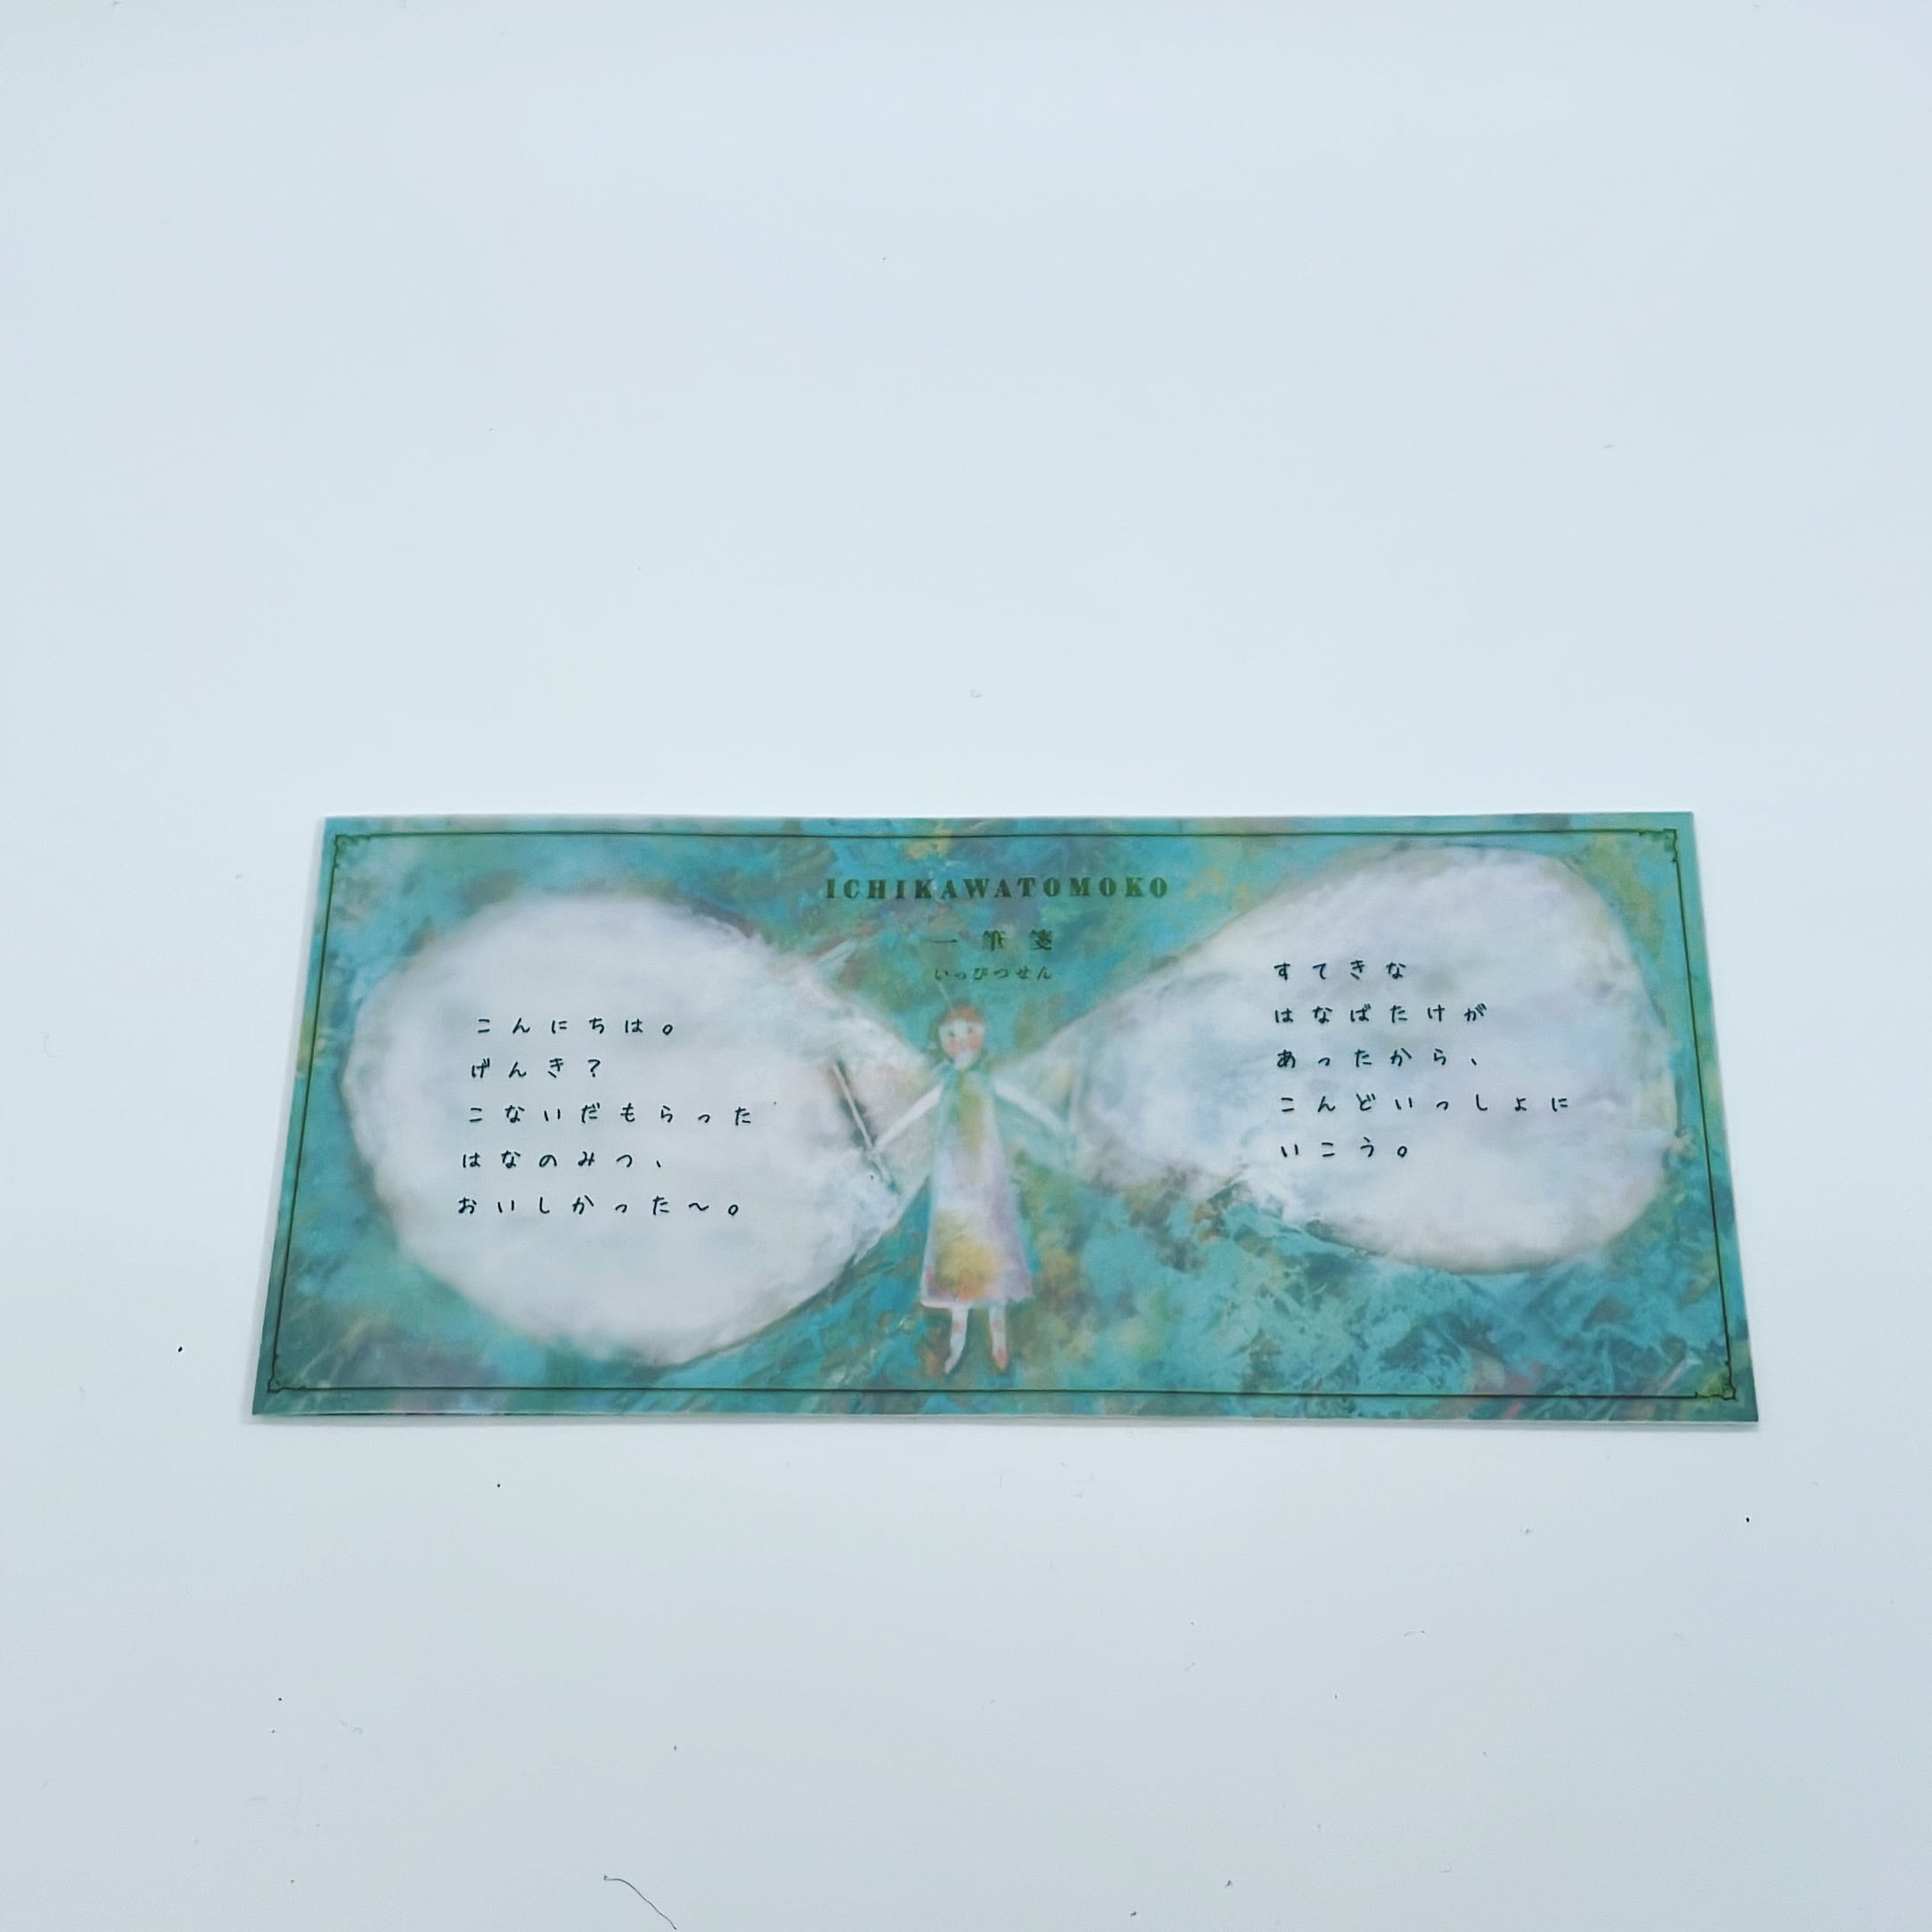 ICHIKAWATOMOKO
一筆箋
いっぴつせん
こんにちは。
げんき?
こないだもらった
はなのみつ、
おいしかった〜。
すてきな
はなばたけが
あったから、
こんどいっしょに
いこう。